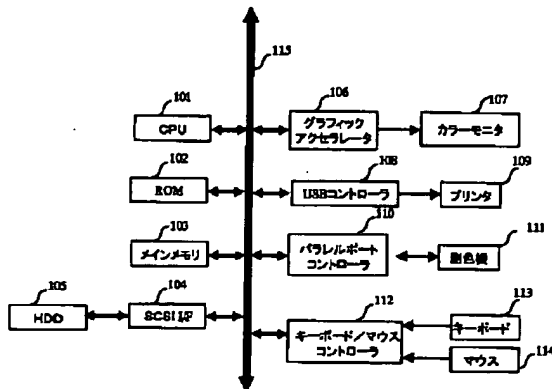 115
101
CPU
106
グラフィック
アクセラレータ
107
カラーモニタ
102
ROM
108
USBコントローラ
109
プリンタ
103
メインメモリ
110
パラレルポート
コントローラ
111
測色機
105
HDD
104
SCSI I/F
112
キーボード/マウス
コントローラ
113
キーボード
マウス
114